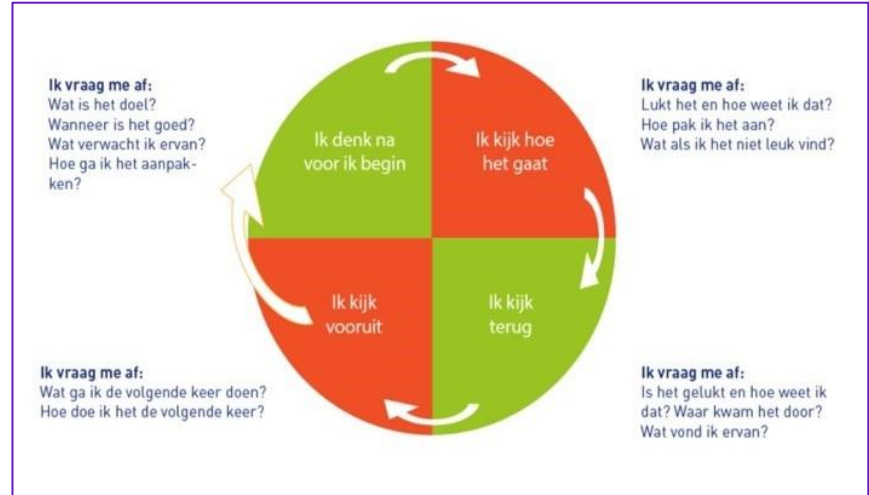 Ik vraag me af:
Wat is het doel?
Wanneer is het goed?
Wat verwacht ik ervan?
Hoe ga ik het aanpak-
ken?
Ik denk na
voor ik begin
Ik kijk hoe
het gaat
Ik vraag me af:
Lukt het en hoe weet ik dat?
Hoe pak ik het aan?
Wat als ik het niet leuk vind?
Ik vraag me af:
Wat ga ik de volgende keer doen?
Hoe doe ik het de volgende keer?
Ik kijk
vooruit
Ik kijk
terug
Ik vraag me af:
Is het gelukt en hoe weet ik
dat? Waar kwam het door?
Wat vond ik ervan?